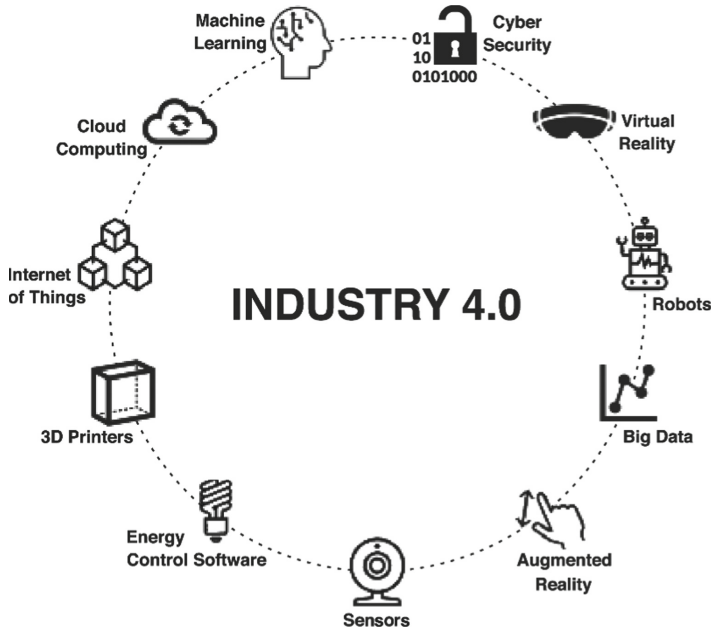 Machine
Learning
01
10
0101000
Cyber
Security
Virtual
Reality
Robots
Big Data
Augmented
Reality
Sensors
Energy
Control Software
3D Printers
Internet
of Things
Cloud
Computing
INDUSTRY 4.0